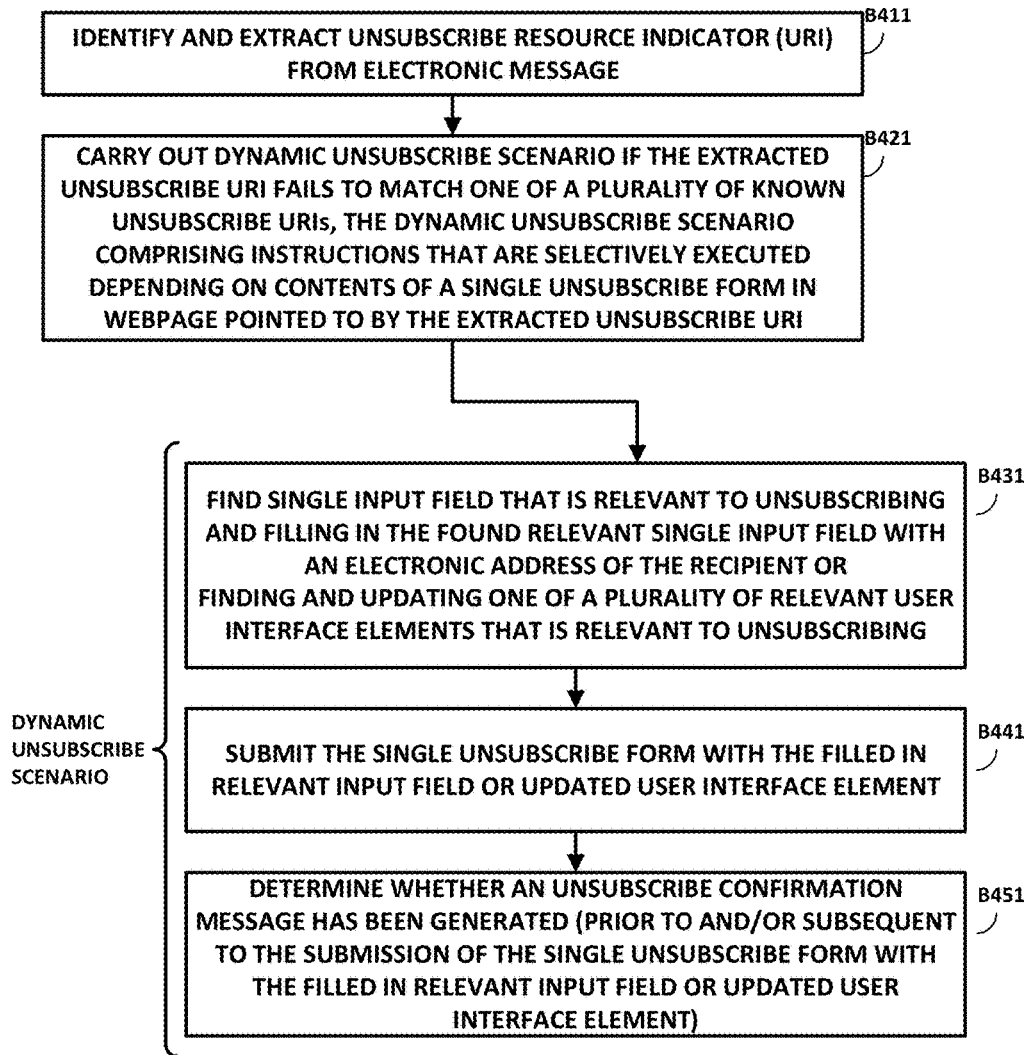 B411
IDENTIFY AND EXTRACT UNSUBSCRIBE RESOURCE INDICATOR (URI)
FROM ELECTRONIC MESSAGE
B421
CARRY OUT DYNAMIC UNSUBSCRIBE SCENARIO IF THE EXTRACTED
UNSUBSCRIBE URI FAILS TO MATCH ONE OF A PLURALITY OF KNOWN
UNSUBSCRIBE URIs, THE DYNAMIC UNSUBSCRIBE SCENARIO
COMPRISING INSTRUCTIONS THAT ARE SELECTIVELY EXECUTED
DEPENDING ON CONTENTS OF A SINGLE UNSUBSCRIBE FORM IN
WEBPAGE POINTED TO BY THE EXTRACTED UNSUBSCRIBE URI
B431
FIND SINGLE INPUT FIELD THAT IS RELEVANT TO UNSUBSCRIBING
AND FILLING IN THE FOUND RELEVANT SINGLE INPUT FIELD WITH
AN ELECTRONIC ADDRESS OF THE RECIPIENT OR
FINDING AND UPDATING ONE OF A PLURALITY OF RELEVANT USER
INTERFACE ELEMENTS THAT IS RELEVANT TO UNSUBSCRIBING
DYNAMIC
UNSUBSCRIBE
SCENARIO
B441
SUBMIT THE SINGLE UNSUBSCRIBE FORM WITH THE FILLED IN
RELEVANT INPUT FIELD OR UPDATED USER INTERFACE ELEMENT
B451
DETERMINE WHETHER AN UNSUBSCRIBE CONFIRMATION
MESSAGE HAS BEEN GENERATED (PRIOR TO AND/OR SUBSEQUENT
TO THE SUBMISSION OF THE SINGLE UNSUBSCRIBE FORM WITH
THE FILLED IN RELEVANT INPUT FIELD OR UPDATED USER
INTERFACE ELEMENT)